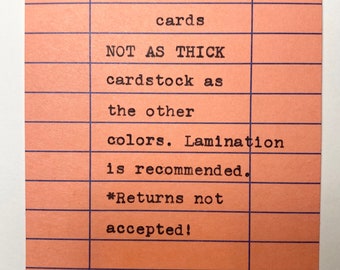 cards
NOT AS THICK
cardstock as
the other
colors. Lamination
is recommended.
*Returns not
accepted!